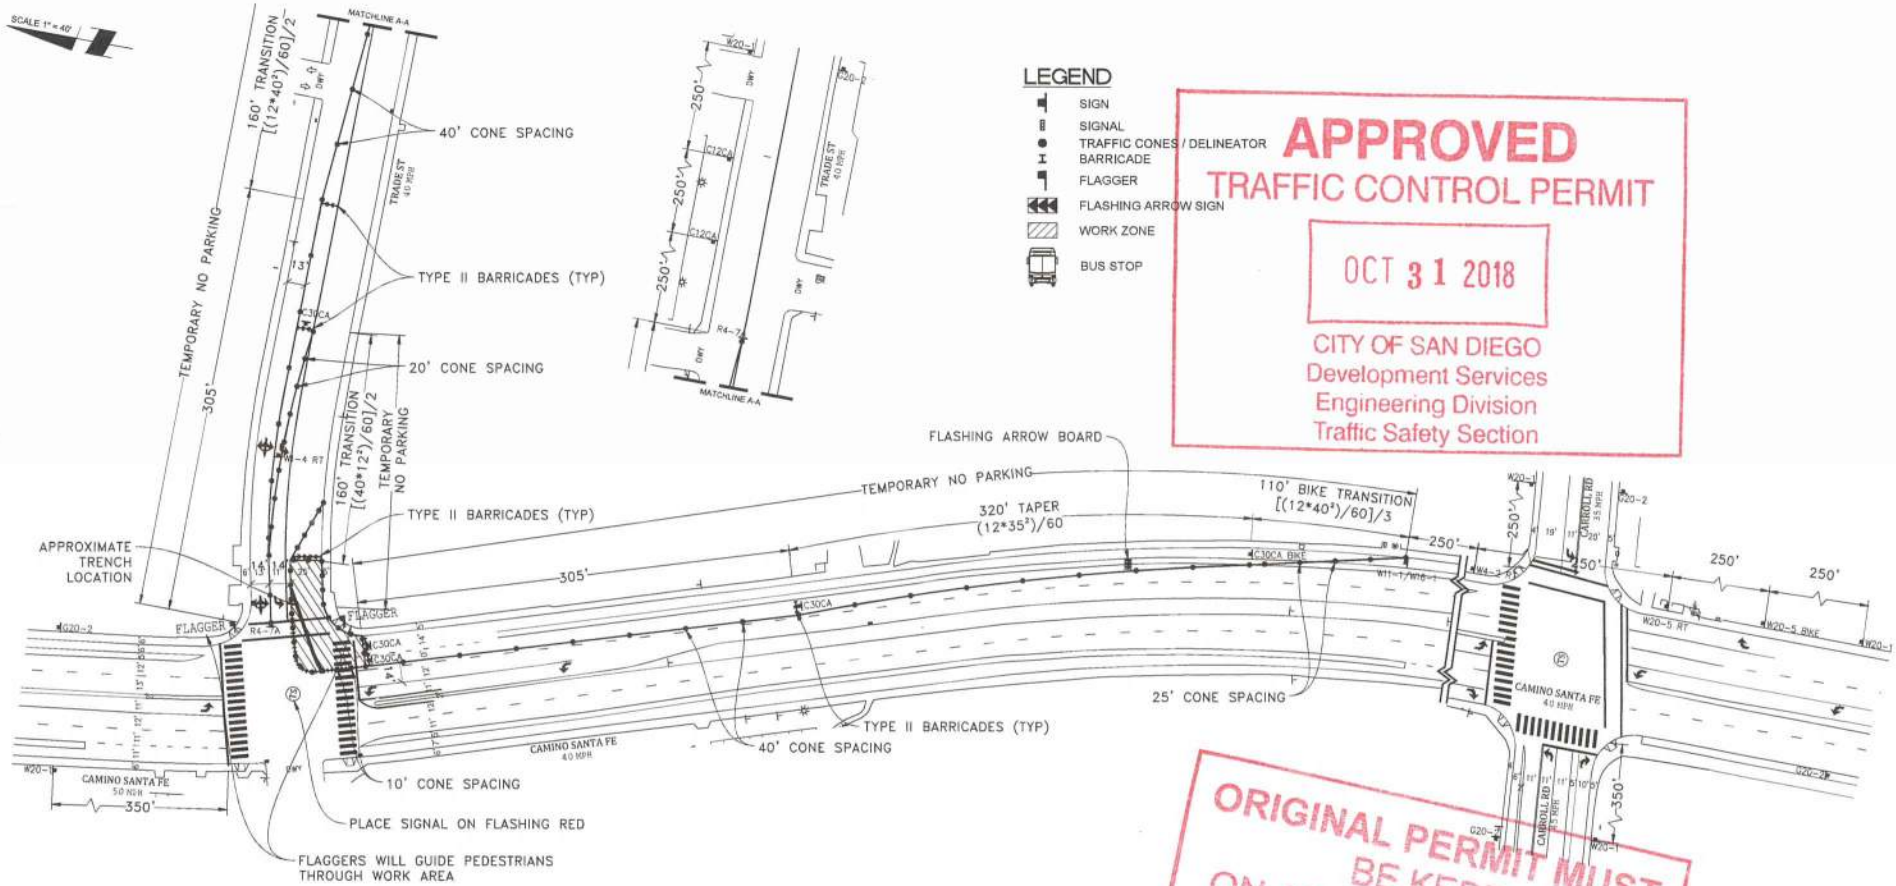 SCALE 1" = 40'
160' TRANSITION
[(12*40²)/60]/2
MATCHLINE A-A
DWY
TRADE ST
40 MPH
40' CONE SPACING
TEMPORARY NO PARKING
305'
13'
TYPE II BARRICADES (TYP)
C30CA
20' CONE SPACING
160' TRANSITION
[(40*12²)/60]/2
TEMPORARY
NO PARKING
TYPE II BARRICADES (TYP)
APPROXIMATE
TRENCH
LOCATION
W20-1
G20-2
DWY
250'
C12CA
250'
C12CA
250'
TRADE ST
40 MPH
DWY
R4-7A
DWY
MATCHLINE A-A
LEGEND
SIGN
SIGNAL
TRAFFIC CONES / DELINEATOR
BARRICADE
FLAGGER
FLASHING ARROW SIGN
WORK ZONE
BUS STOP
APPROVED
TRAFFIC CONTROL PERMIT
OCT 31 2018
CITY OF SAN DIEGO
Development Services
Engineering Division
Traffic Safety Section
FLASHING ARROW BOARD
TEMPORARY NO PARKING
110' BIKE TRANSITION
[(12*40²)/60]/3
320' TAPER
(12*35²)/60
305'
C30CA BIKE
W11-1/W16-1
250'
W4-2
W20-1
250'
CARROLL RD
35 MPH
G20-2
250'
250'
250'
W20-5 RT
W20-5 BIKE
W20-1
G20-2
FLAGGER
R4-7A
FLAGGER
C30CA
C30CA
C30CA
25' CONE SPACING
TYPE II BARRICADES (TYP)
40' CONE SPACING
CAMINO SANTA FE
40 MPH
CAMINO SANTA FE
40 MPH
W20-1
CAMINO SANTA FE
50 MPH
350'
DWY
10' CONE SPACING
PLACE SIGNAL ON FLASHING RED
FLAGGERS WILL GUIDE PEDESTRIANS
THROUGH WORK AREA
CARROLL RD
G20-2
350'
W20-1
ORIGINAL PERMIT MUST